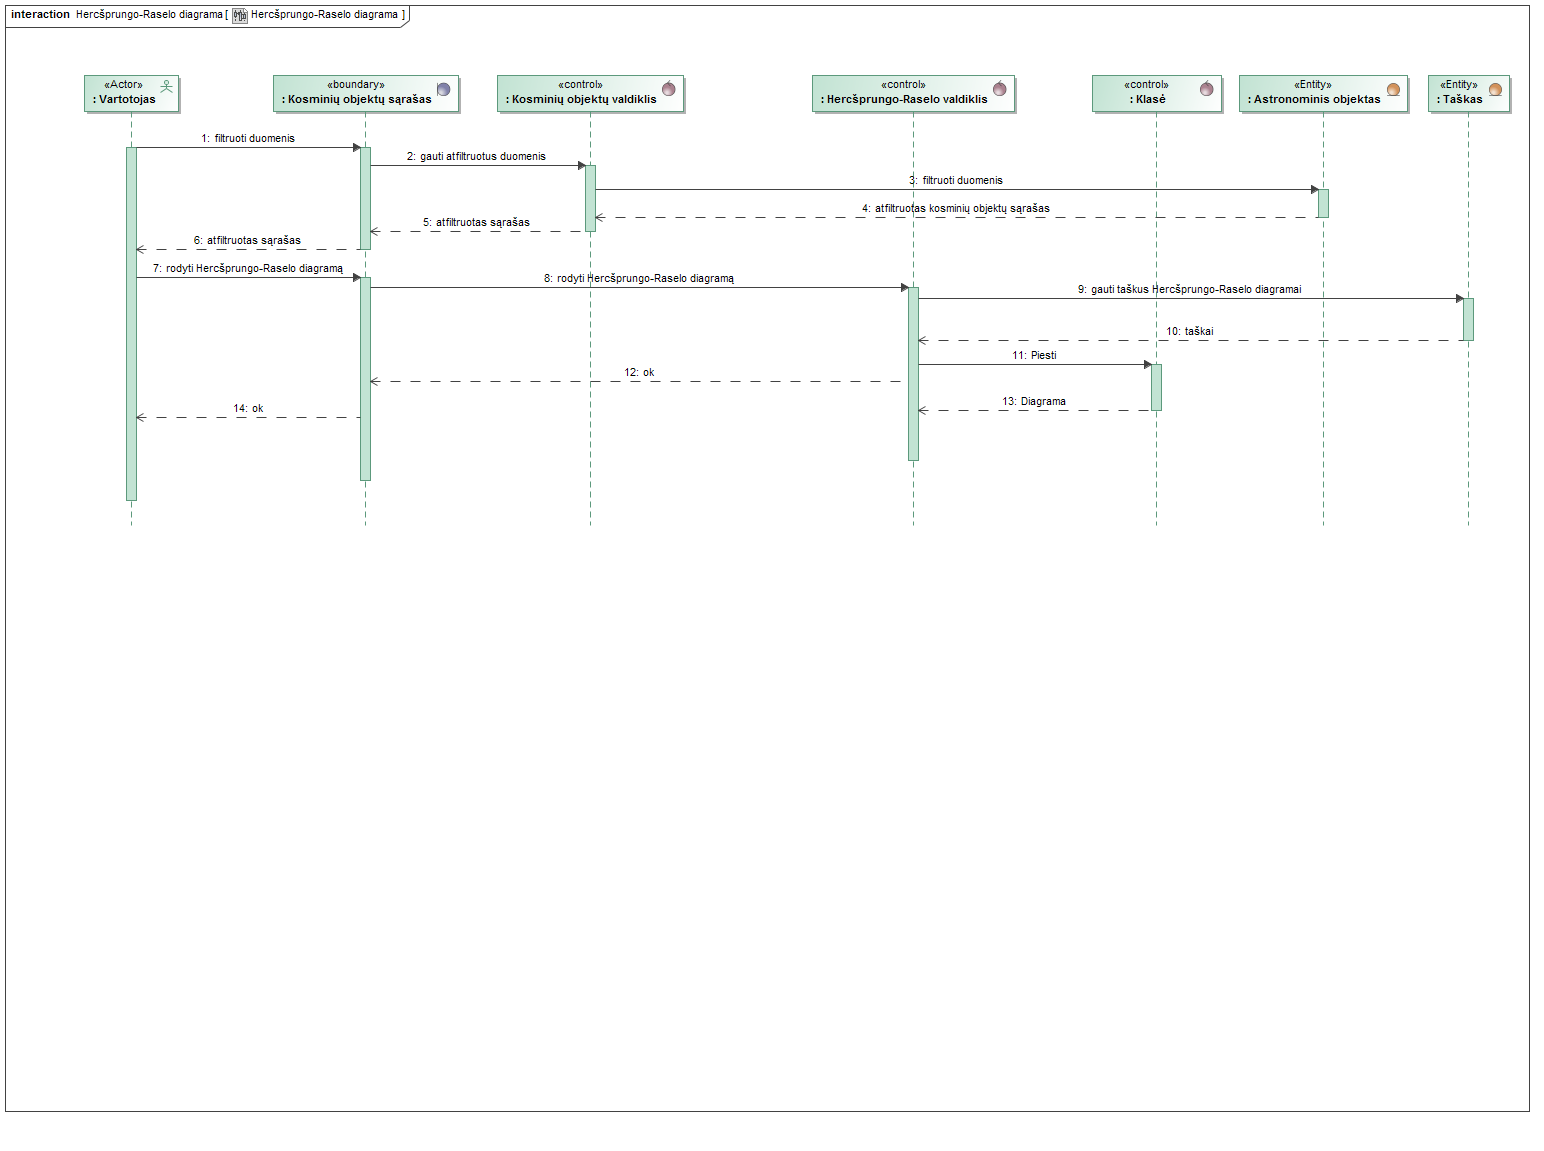 interaction Hercšprungo-Raselo diagrama [ Hercšprungo-Raselo diagrama ]
«Actor»
: Vartotojas
«boundary»
: Kosminių objektų sąrašas
«control»
: Kosminių objektų valdiklis
«control»
: Hercšprungo-Raselo valdiklis
«control»
: Klasė
«Entity»
: Astronominis objektas
«Entity»
: Taškas
1: filtruoti duomenis
2: gauti atfiltruotus duomenis
3: filtruoti duomenis
4: atfiltruotas kosminių objektų sąrašas
5: atfiltruotas sąrašas
6: atfiltruotas sąrašas
7: rodyti Hercšprungo-Raselo diagramą
8: rodyti Hercšprungo-Raselo diagramą
9: gauti taškus Hercšprungo-Raselo diagramai
10: taškai
11: Piesti
12: ok
13: Diagrama
14: ok